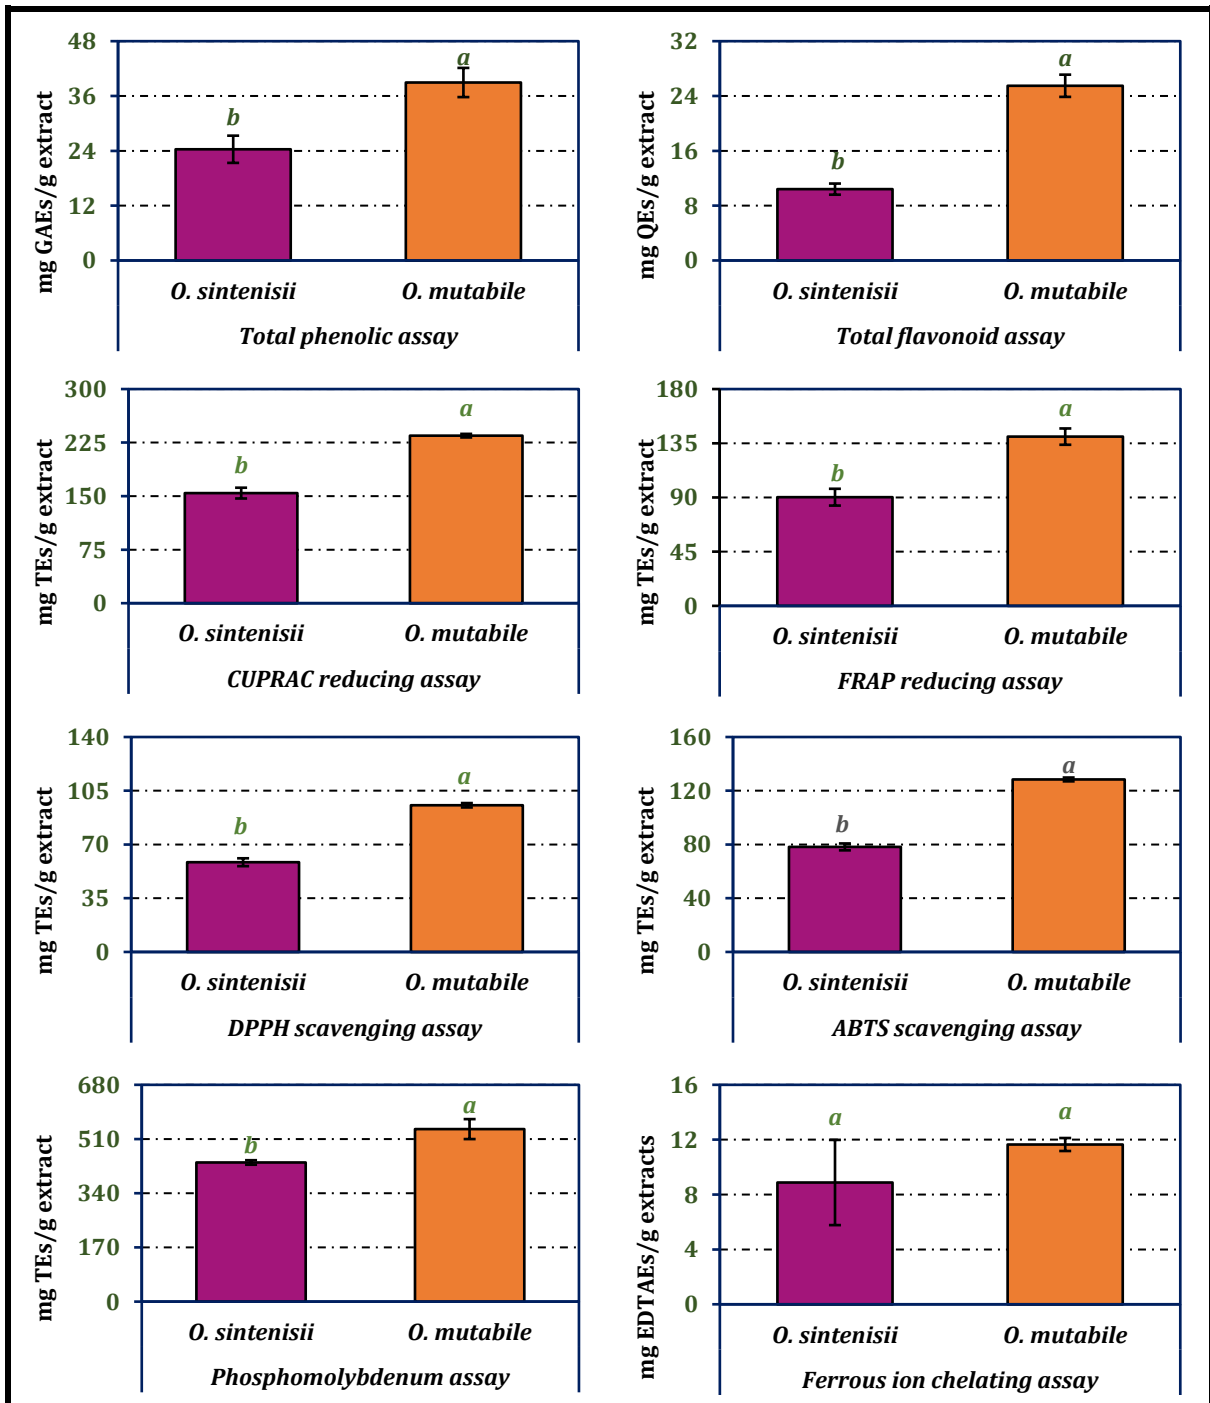 mg GAEs/g extract
48
36
24
12
0
b
a
O. sintenisii
O. mutabile
Total phenolic assay
mg QEs/g extract
32
24
16
8
0
b
a
O. sintenisii
O. mutabile
Total flavonoid assay
mg TEs/g extract
300
225
150
75
0
b
a
O. sintenisii
O. mutabile
CUPRAC reducing assay
mg TEs/g extract
180
135
90
45
0
b
a
O. sintenisii
O. mutabile
FRAP reducing assay
mg TEs/g extract
140
105
70
35
0
b
a
O. sintenisii
O. mutabile
DPPH scavenging assay
mg TEs/g extract
160
120
80
40
0
b
a
O. sintenisii
O. mutabile
ABTS scavenging assay
mg TEs/g extract
680
510
340
170
0
b
a
O. sintenisii
O. mutabile
Phosphomolybdenum assay
mg EDTAEs/g extracts
16
12
8
4
0
a
a
O. sintenisii
O. mutabile
Ferrous ion chelating assay